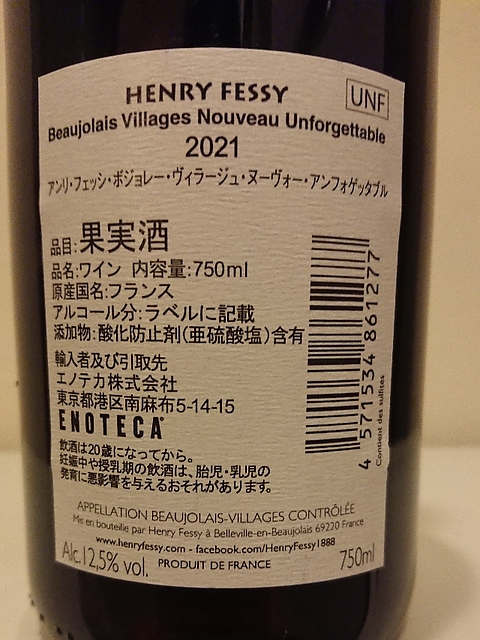 HENRY FESSY
UNF
Beaujolais Villages Nouveau Unforgettable
2021
アンリ・フェッシ・ボジョレー・ヴィラージュ・ヌーヴォー・アンフォゲッタブル
品目:果実酒
品名:ワイン 内容量:750ml
原産国名:フランス
アルコール分:ラベルに記載
添加物:酸化防止剤(亜硫酸塩)含有
輸入者及び引取先
エノテカ株式会社
東京都港区南麻布5-14-15
ENOTECA
飲酒は20歳になってから。
妊娠中や授乳期の飲酒は、胎児・乳児の
発育に悪影響を与えるおそれがあります。
4 571534 861277
Contient des sulfites
APPELLATION BEAUJOLAIS-VILLAGES CONTRÔLÉE
Mis en bouteille par Henry Fessy à Belleville-en-Beaujolais 69220 France
www.henryfessy.com - facebook.com/HenryFessy1888
Alc.12,5% vol. PRODUIT DE FRANCE 750ml